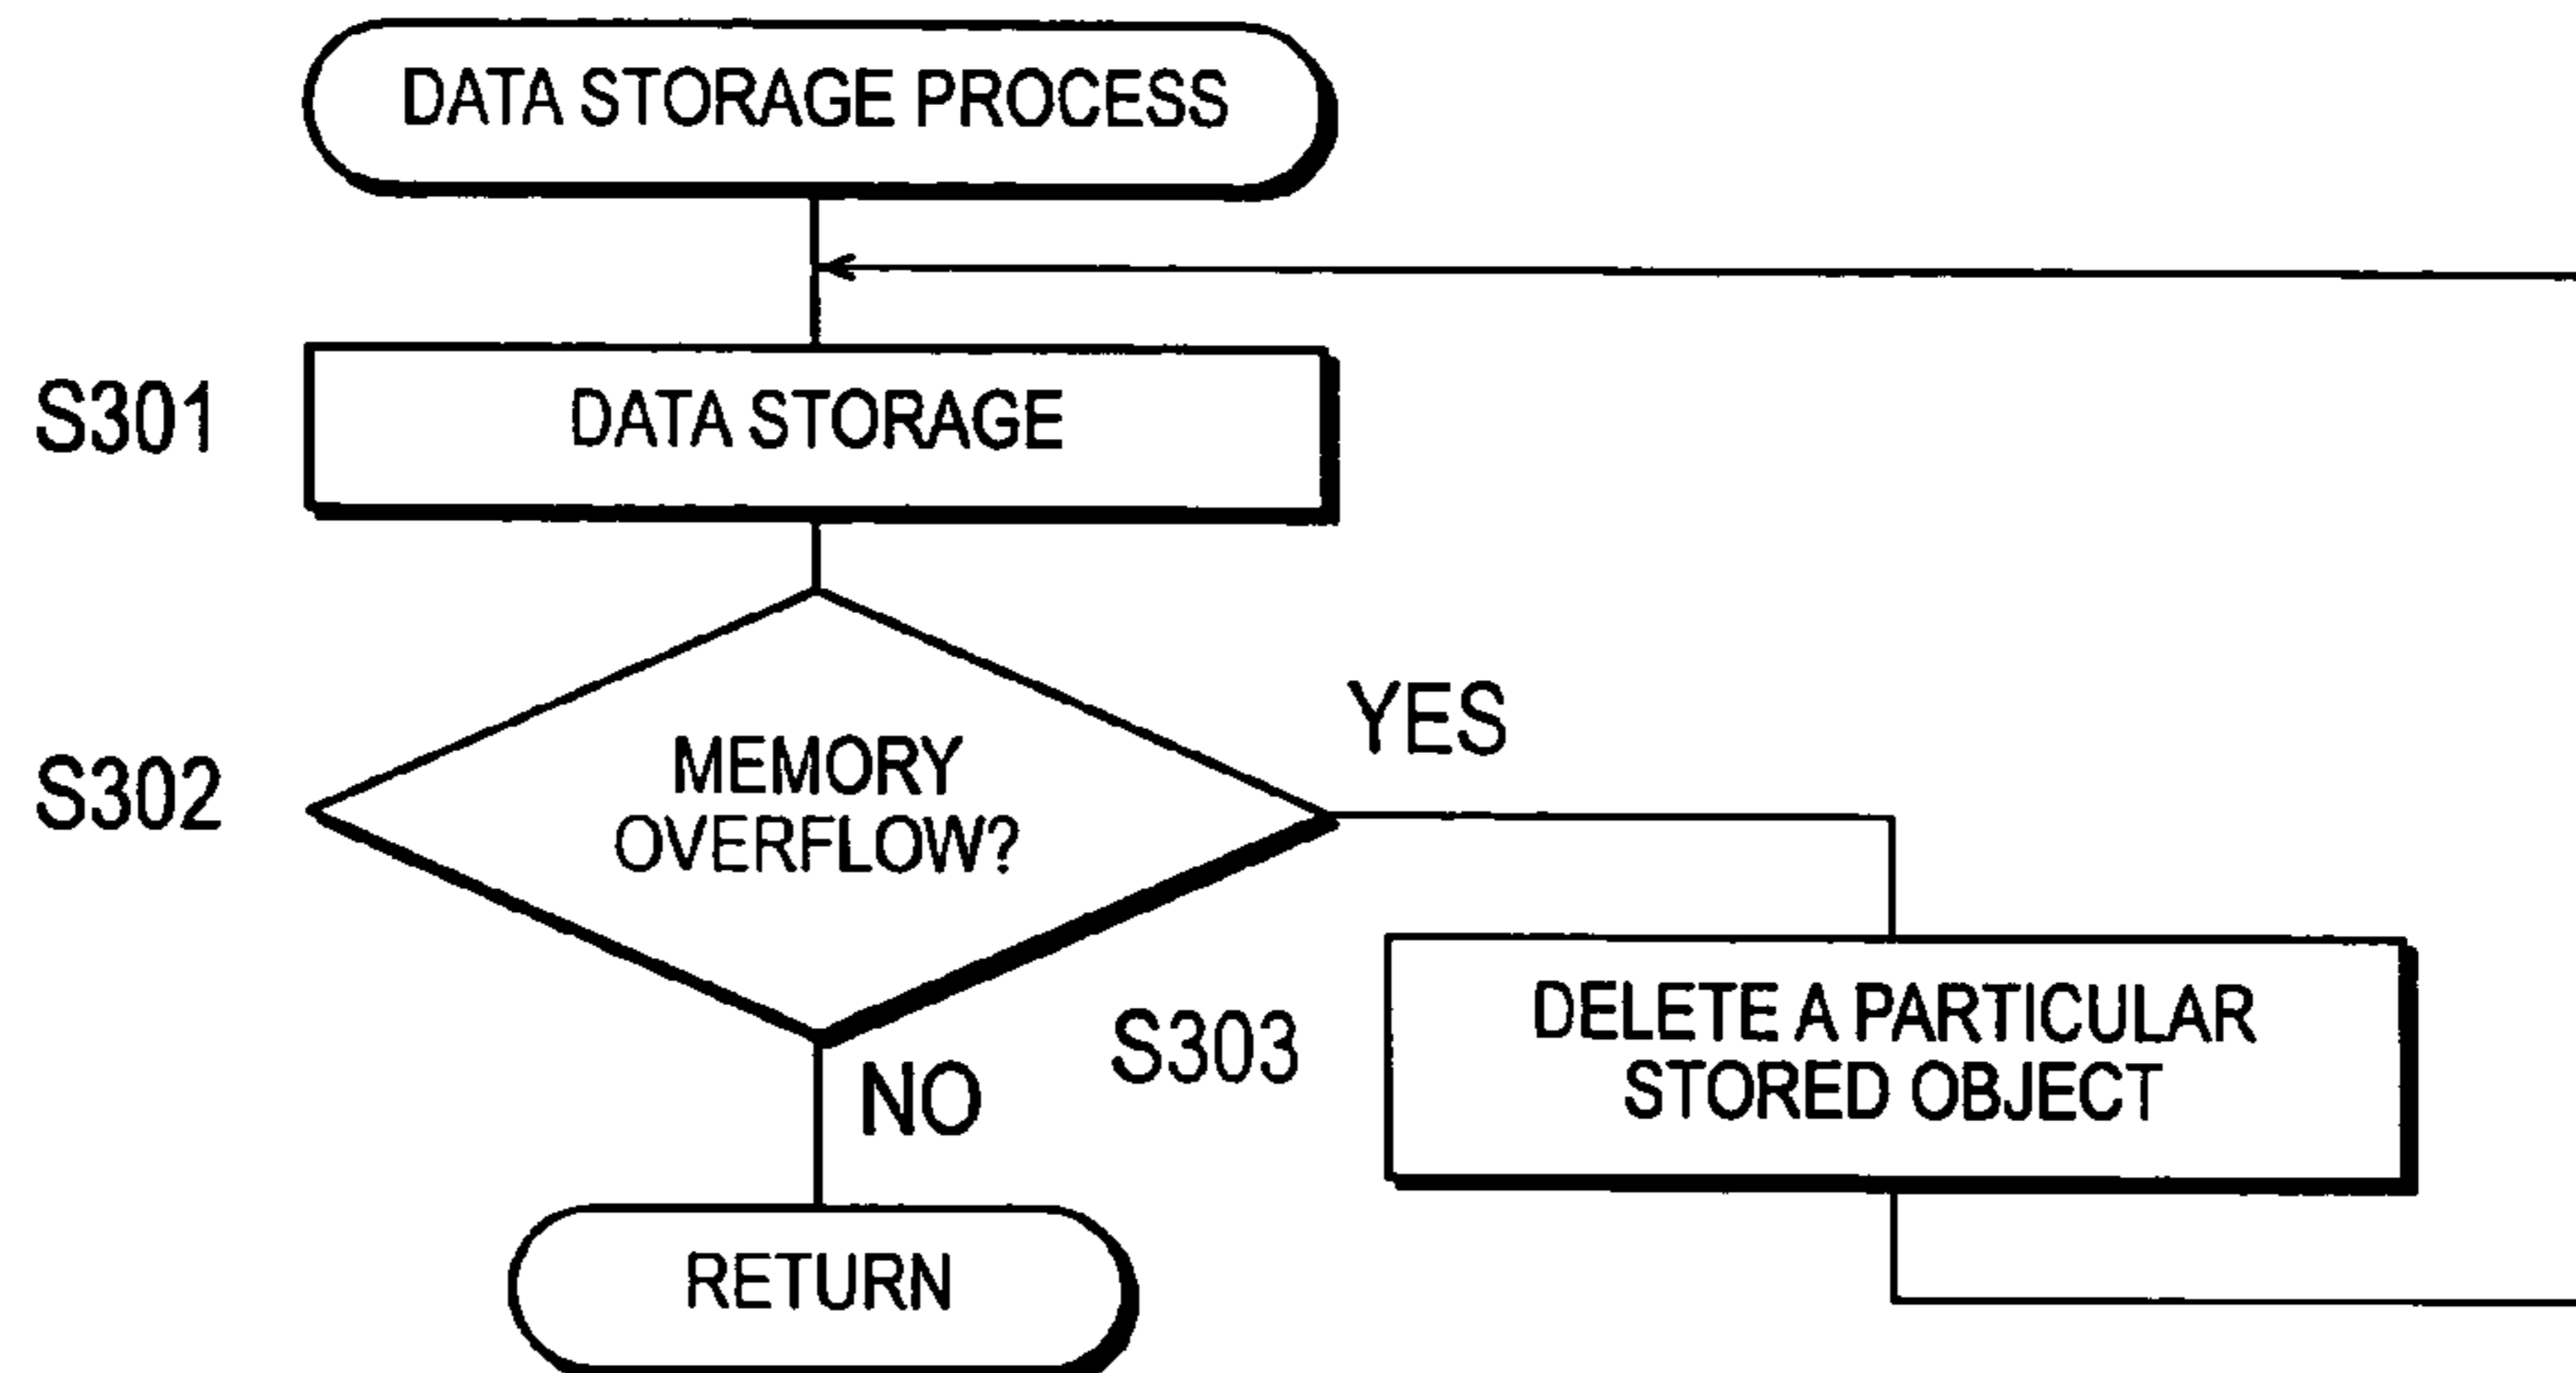 DATA STORAGE PROCESS
S301
DATA STORAGE
S302
MEMORY
OVERFLOW?
YES
NO
S303
DELETE A PARTICULAR
STORED OBJECT
RETURN